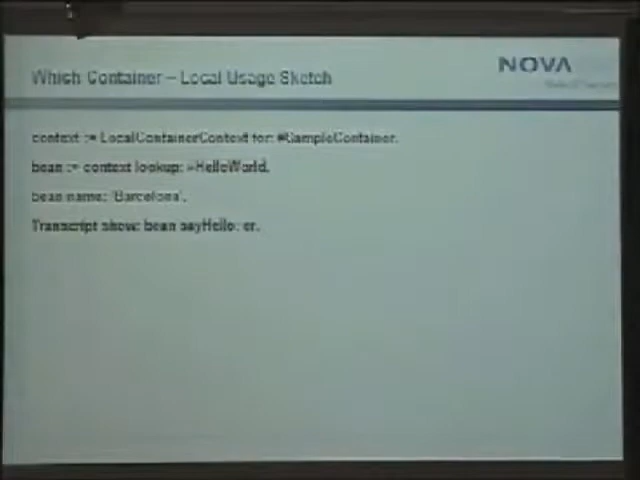 Which Container – Local Usage Sketch
NOVA
context := LocalContainerContext for: #SampleContainer.
bean := context lookup: #HelloWorld.
bean name: 'Barcelona'.
Transcript show: bean sayHello; cr.